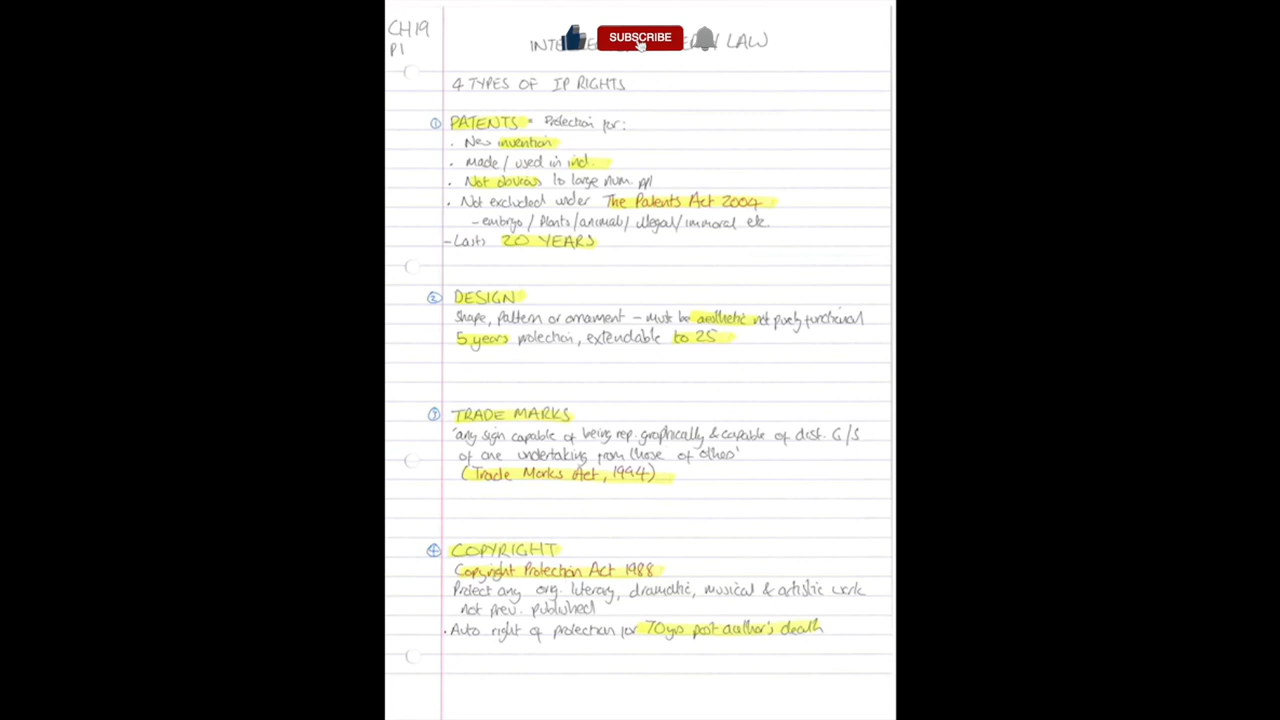 CH19
P1
SUBSCRIBE
INTE LAW
4 TYPES OF IP RIGHTS
① PATENTS = Protection for:
• New invention
• Made / used in ind.
• Not obvious to large num. ppl
• Not excluded under The Patents Act 2004
- embryo / Plants / animals / illegal / immoral etc.
- Lasts 20 YEARS
② DESIGN
Shape, pattern or ornament - must be aesthetic not purely functional
5 years protection, extendable to 25
③ TRADE MARKS
'any sign capable of being rep. graphically & capable of dist. G/S
of one undertaking from those of others'
(Trade Marks Act, 1994)
④ COPYRIGHT
Copyright Protection Act 1988
Protect any orig. literary, dramatic, musical & artistic work
not prev. published
• Auto right of protection for 70yrs post author's death